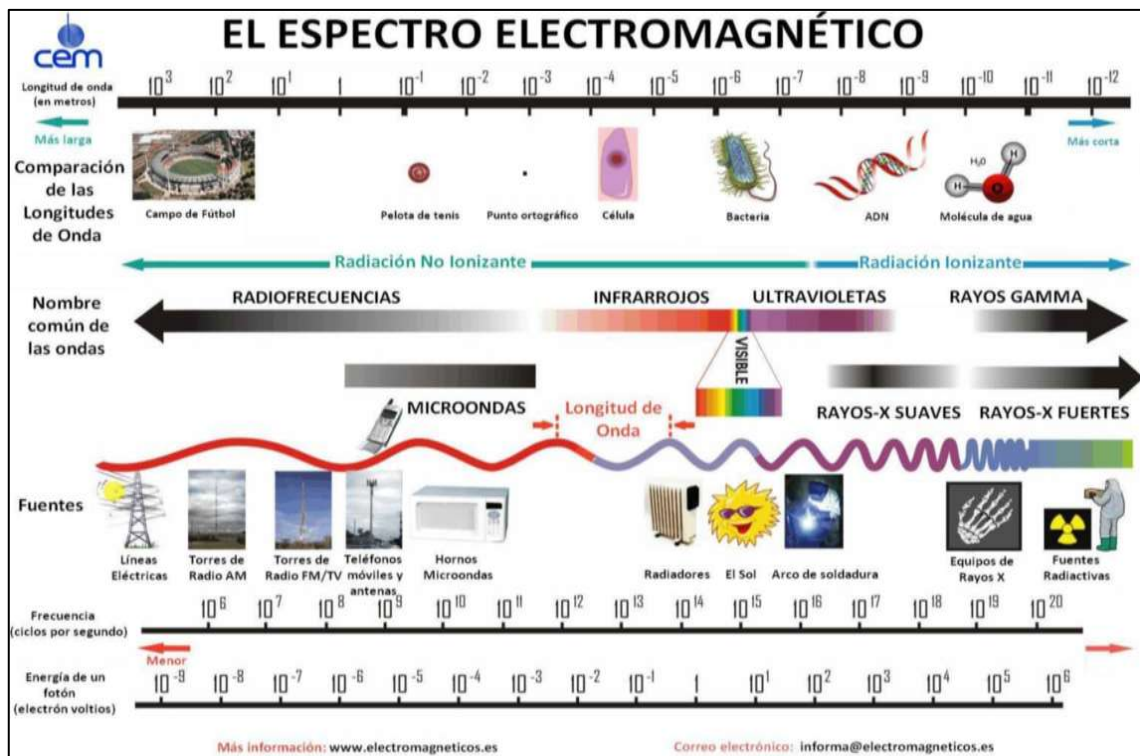 cem
EL ESPECTRO ELECTROMAGNÉTICO
Longitud de onda
(en metros)
10³ 10² 10¹ 1 10⁻¹ 10⁻² 10⁻³ 10⁻⁴ 10⁻⁵ 10⁻⁶ 10⁻⁷ 10⁻⁸ 10⁻⁹ 10⁻¹⁰ 10⁻¹¹ 10⁻¹²
Más larga
Más corta
Comparación
de las
Longitudes
de Onda
H₂O
H
H
O
Campo de Fútbol
Pelota de tenis
Punto ortográfico
Célula
Bacteria
ADN
Molécula de agua
Radiación No Ionizante
Radiación Ionizante
Nombre
común de
las ondas
RADIOFRECUENCIAS
INFRARROJOS
ULTRAVIOLETAS
RAYOS GAMMA
VISIBLE
MICROONDAS
RAYOS-X SUAVES
RAYOS-X FUERTES
Longitud de
Onda
Fuentes
Líneas
Eléctricas
Torres de
Radio AM
Torres de
Radio FM/TV
Teléfonos
móviles y
antenas
Hornos
Microondas
Radiadores
El Sol
Arco de soldadura
Equipos de
Rayos X
Fuentes
Radiactivas
Frecuencia
(ciclos por segundo)
10⁶ 10⁷ 10⁸ 10⁹ 10¹⁰ 10¹¹ 10¹² 10¹³ 10¹⁴ 10¹⁵ 10¹⁶ 10¹⁷ 10¹⁸ 10¹⁹ 10²⁰
Menor
Energía de un
fotón
(electrón voltios)
10⁻⁹ 10⁻⁸ 10⁻⁷ 10⁻⁶ 10⁻⁵ 10⁻⁴ 10⁻³ 10⁻² 10⁻¹ 1 10¹ 10² 10³ 10⁴ 10⁵ 10⁶
Más información: www.electromagneticos.es
Correo electrónico: informa@electromagneticos.es